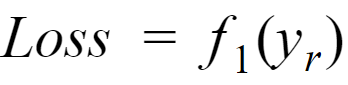 Loss = f₁(yᵣ)